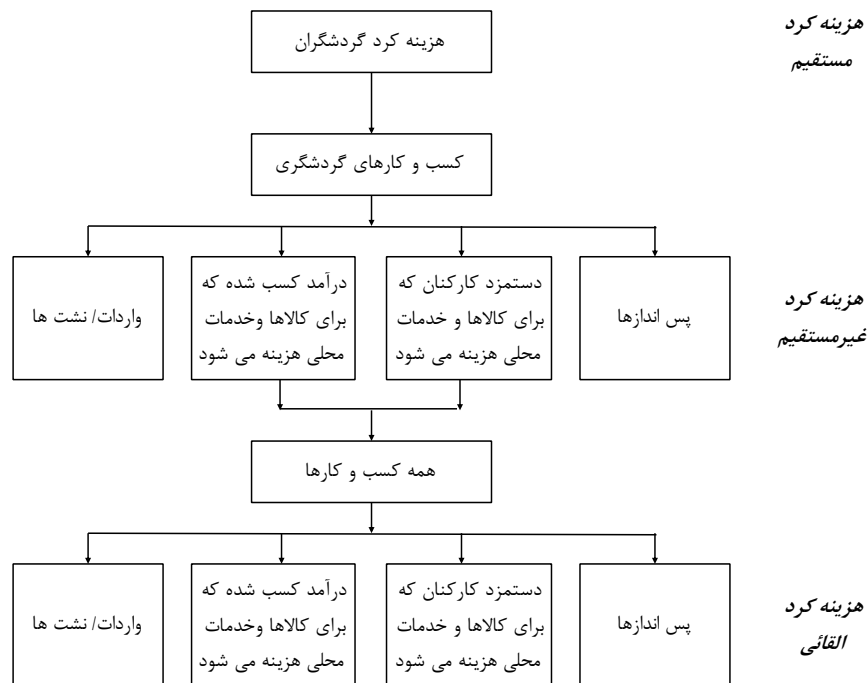 هزینه کرد
مستقیم
هزینه کرد گردشگران
کسب و کارهای گردشگری
هزینه کرد
غیرمستقیم
پس اندازها
دستمزد کارکنان که
برای کالاها و خدمات
محلی هزینه می شود
درآمد کسب شده که
برای کالاها وخدمات
محلی هزینه می شود
واردات/ نشت ها
همه کسب و کارها
هزینه کرد
القائی
پس اندازها
دستمزد کارکنان که
برای کالاها و خدمات
محلی هزینه می شود
درآمد کسب شده که
برای کالاها وخدمات
محلی هزینه می شود
واردات/ نشت ها